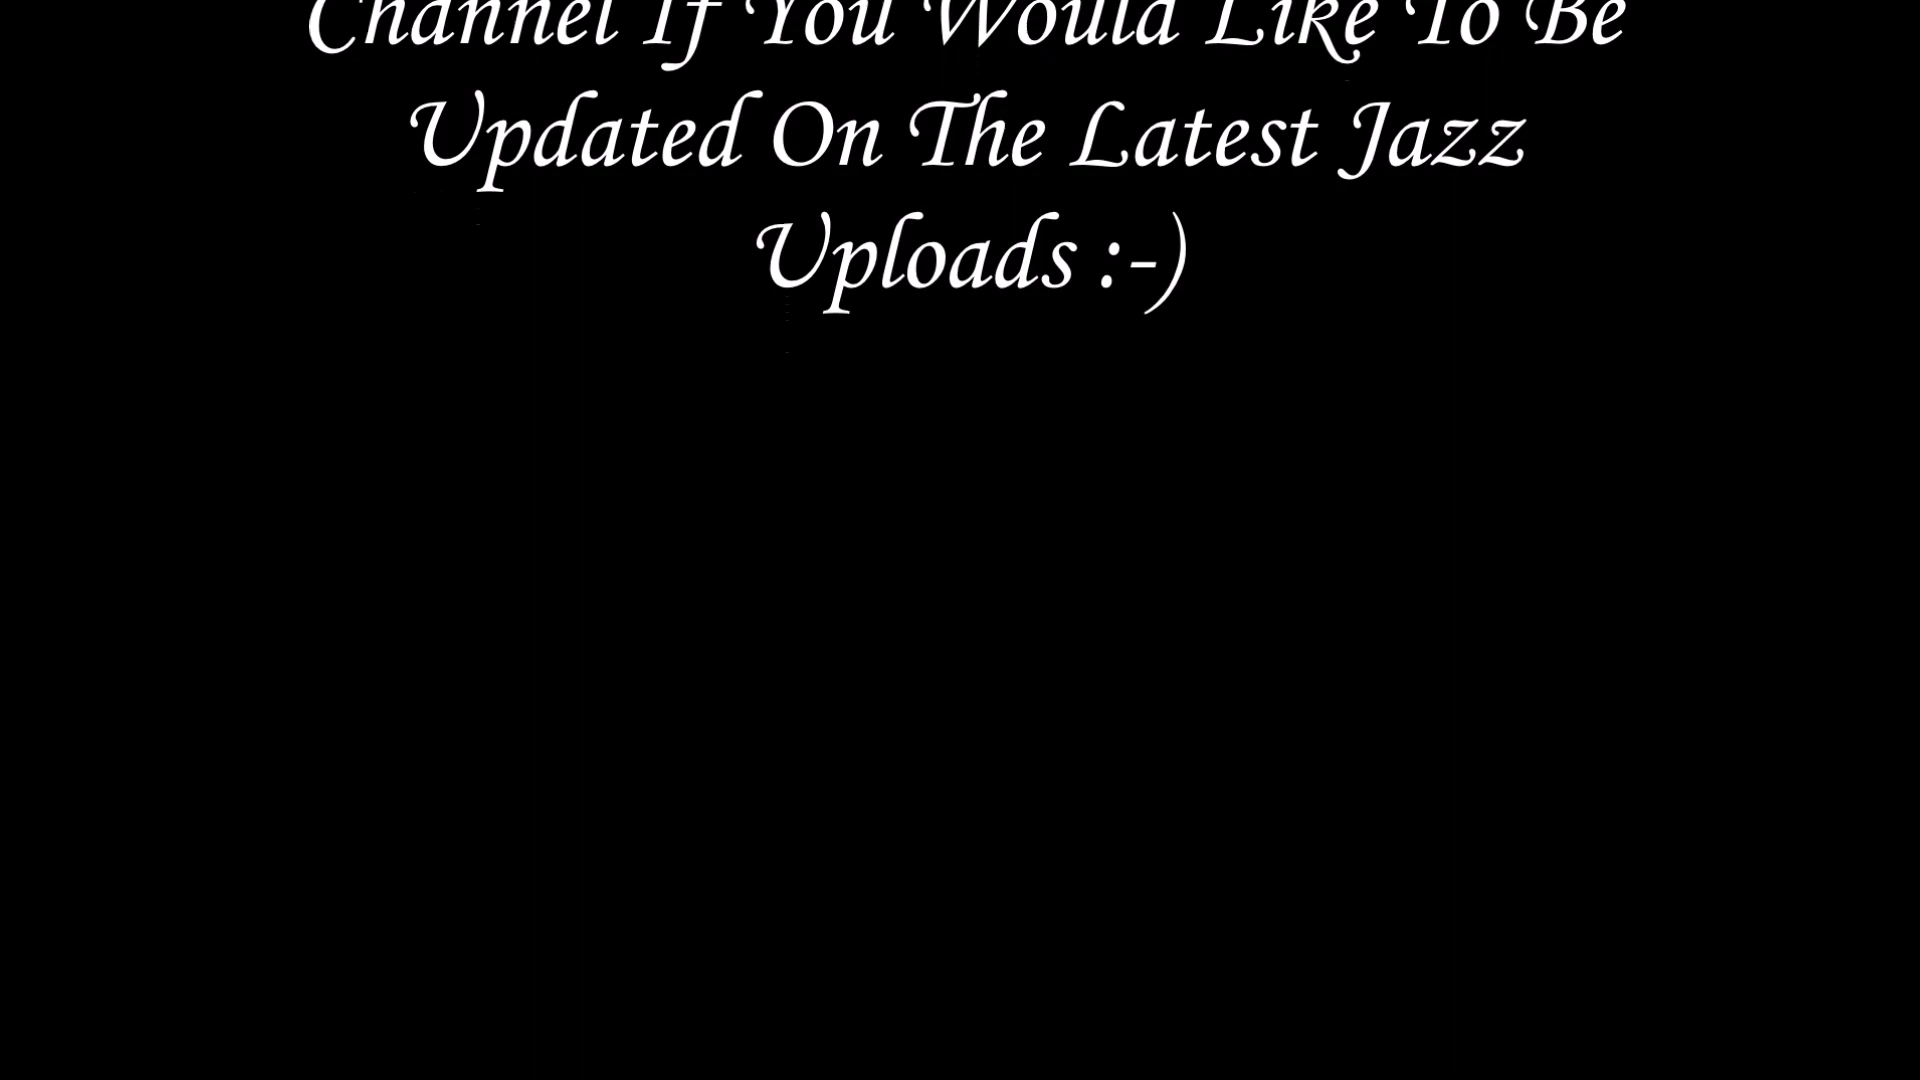 Channel If You Would Like To Be
Updated On The Latest Jazz
Uploads :-)